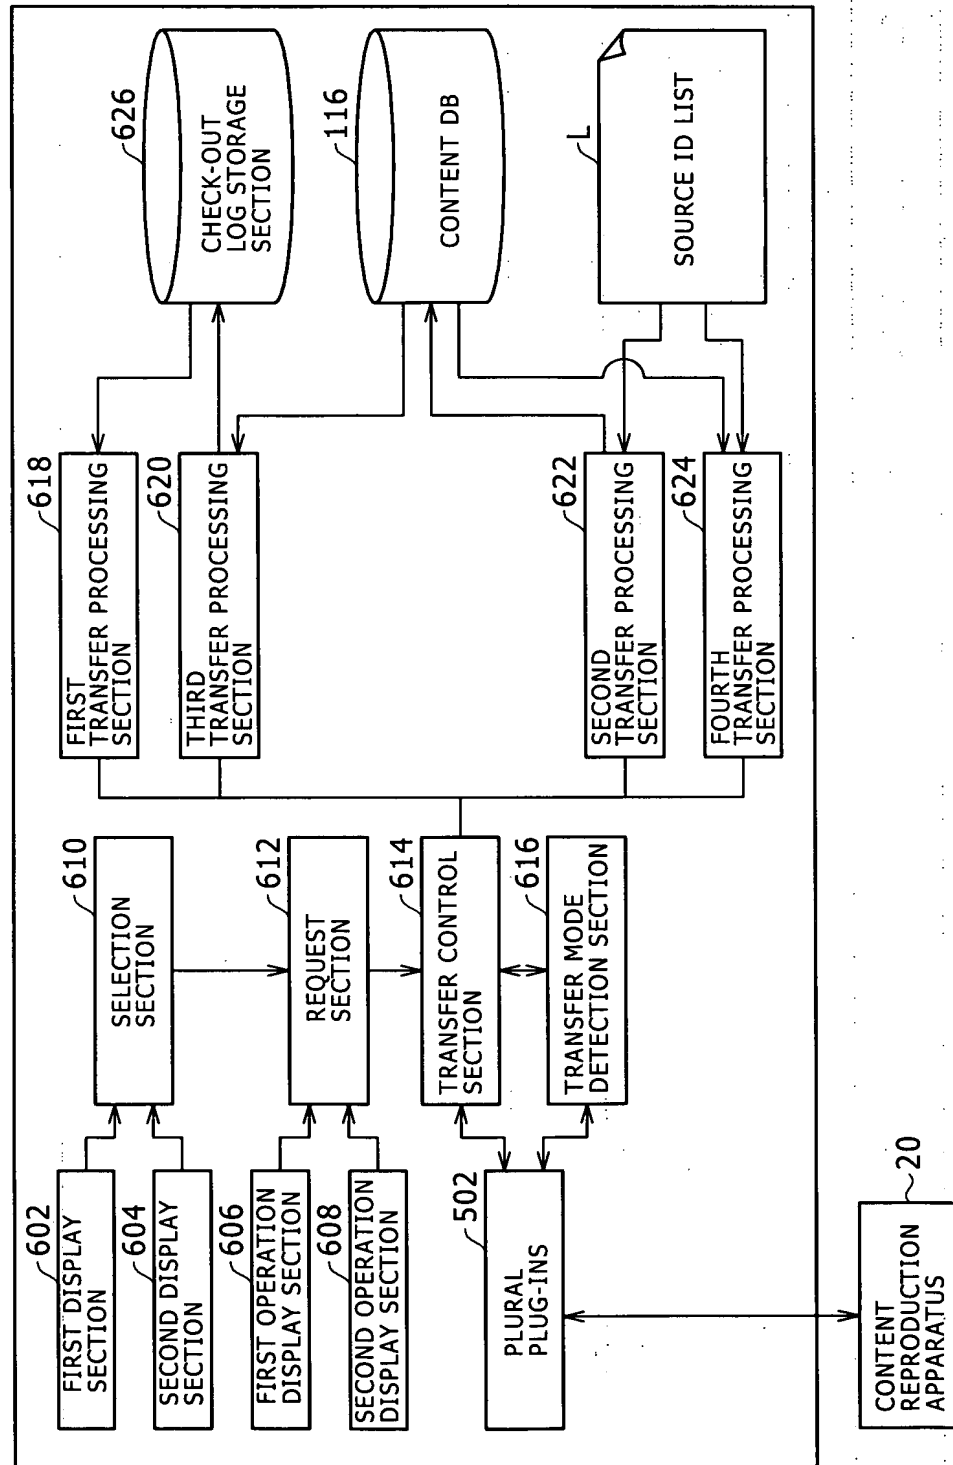 602
FIRST DISPLAY
SECTION
604
SECOND DISPLAY
SECTION
606
FIRST OPERATION
DISPLAY SECTION
608
SECOND OPERATION
DISPLAY SECTION
502
PLURAL
PLUG-INS
20
CONTENT
REPRODUCTION
APPARATUS
610
SELECTION
SECTION
612
REQUEST
SECTION
614
TRANSFER CONTROL
SECTION
616
TRANSFER MODE
DETECTION SECTION
618
FIRST
TRANSFER PROCESSING
SECTION
620
THIRD
TRANSFER PROCESSING
SECTION
622
SECOND
TRANSFER PROCESSING
SECTION
624
FOURTH
TRANSFER PROCESSING
SECTION
626
CHECK-OUT
LOG STORAGE
SECTION
116
CONTENT DB
L
SOURCE ID LIST